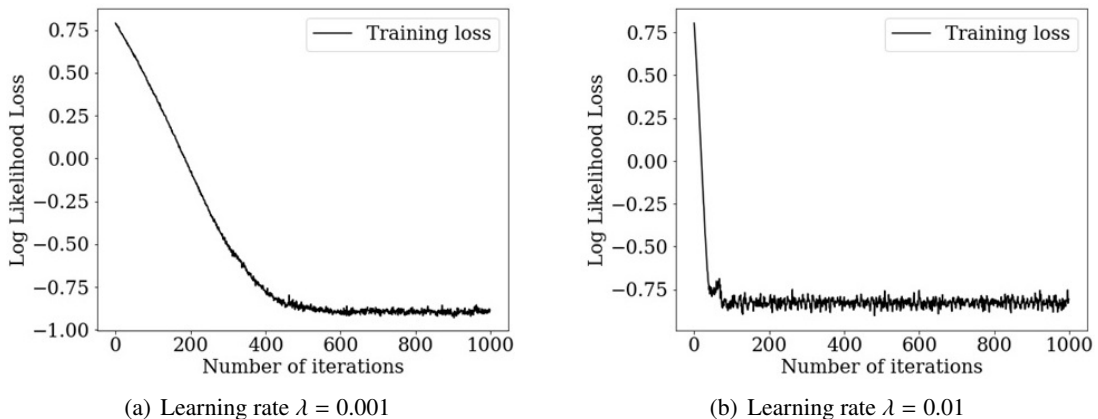 0.75
0.50
0.25
0.00
−0.25
−0.50
−0.75
−1.00
Log Likelihood Loss
Training loss
0 200 400 600 800 1000
Number of iterations
(a) Learning rate λ = 0.001
0.75
0.50
0.25
0.00
−0.25
−0.50
−0.75
Log Likelihood Loss
Training loss
0 200 400 600 800 1000
Number of iterations
(b) Learning rate λ = 0.01